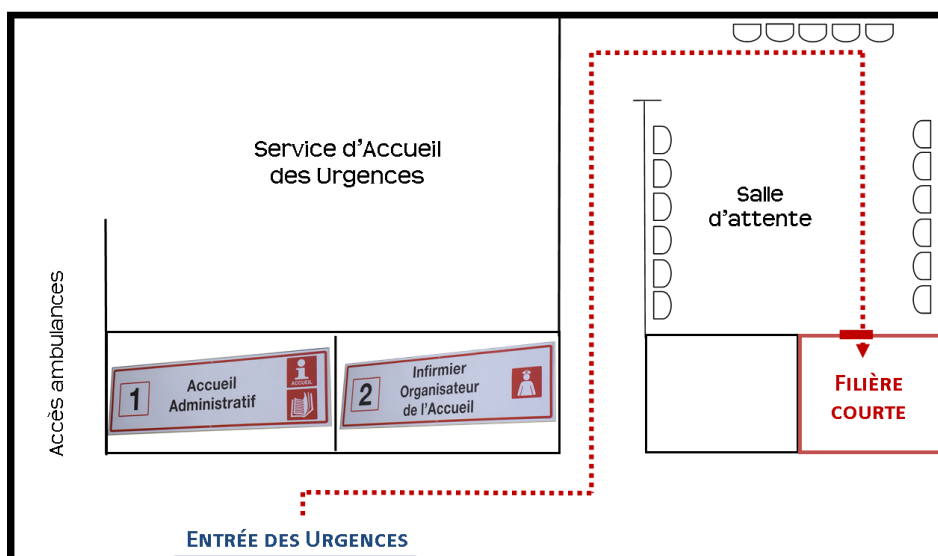 Service d'Accueil
des Urgences
Salle
d'attente
Accès ambulances
1
Accueil
Administratif
ACCUEIL
2
Infirmier
Organisateur
de l'Accueil
FILIÈRE
COURTE
ENTRÉE DES URGENCES